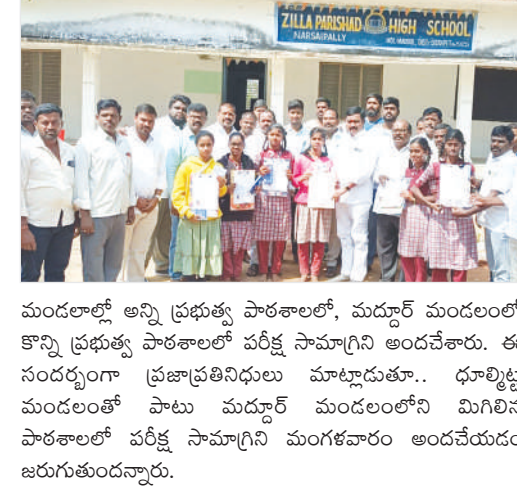 ZILLA PARISHAD HIGH SCHOOL
NARSAIPALLY
మండలాల్లో అన్ని ప్రభుత్వ పాఠశాలలో, మద్దూర్ మండలంలో
కొన్ని ప్రభుత్వ పాఠశాలలో పరీక్ష సామాగ్రిని అందచేశారు. ఈ
సందర్భంగా ప్రజాప్రతినిధులు మాట్లాడుతూ.. ధూల్మిట్ట
మండలంతో పాటు మద్దూర్ మండలంలోని మిగిలిన
పాఠశాలలో పరీక్ష సామాగ్రిని మంగళవారం అందచేయడం
జరుగుతుందన్నారు.